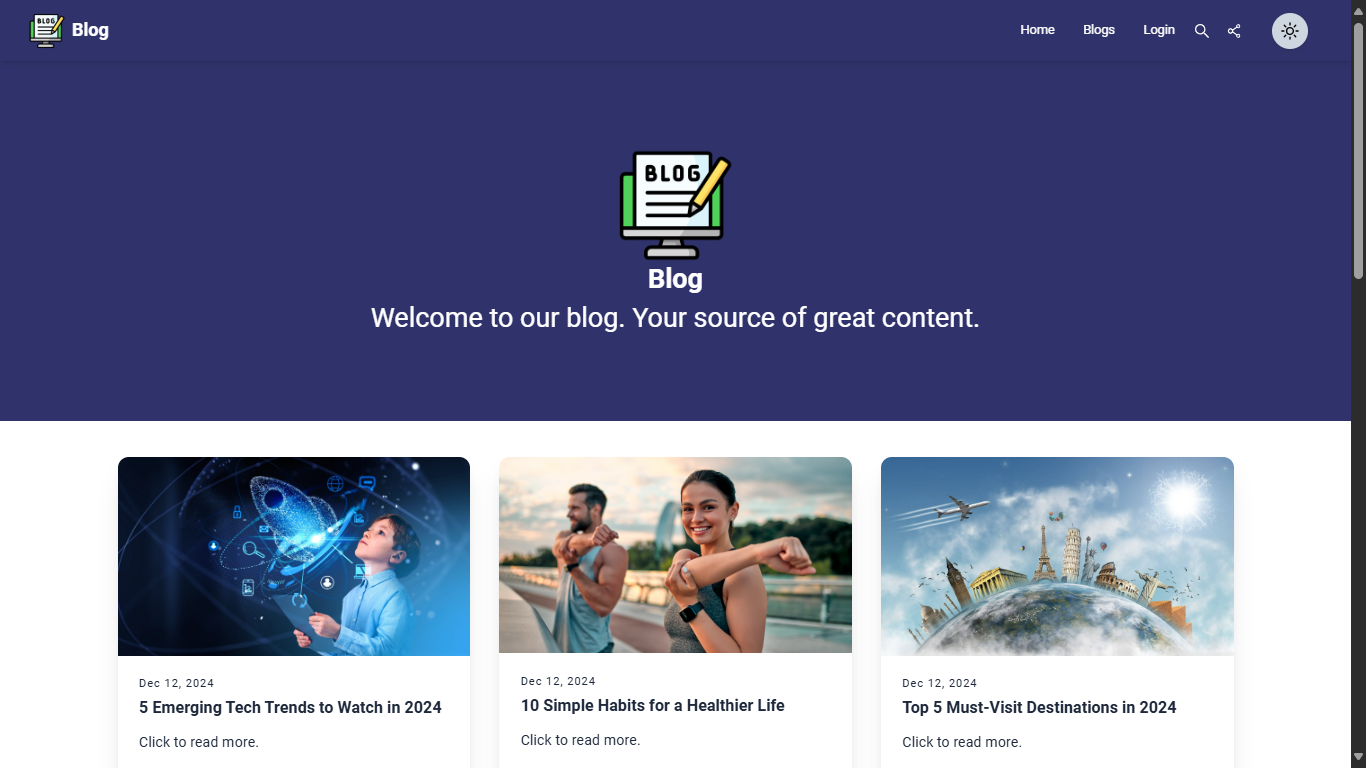 BLOG
Blog
Home
Blogs
Login
BLOG
Blog
Welcome to our blog. Your source of great content.
Dec 12, 2024
5 Emerging Tech Trends to Watch in 2024
Click to read more.
Dec 12, 2024
10 Simple Habits for a Healthier Life
Click to read more.
Dec 12, 2024
Top 5 Must-Visit Destinations in 2024
Click to read more.